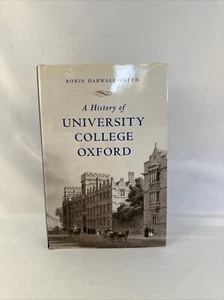 ROBIN DARWALL-SMITH
A History of
UNIVERSITY
COLLEGE
OXFORD